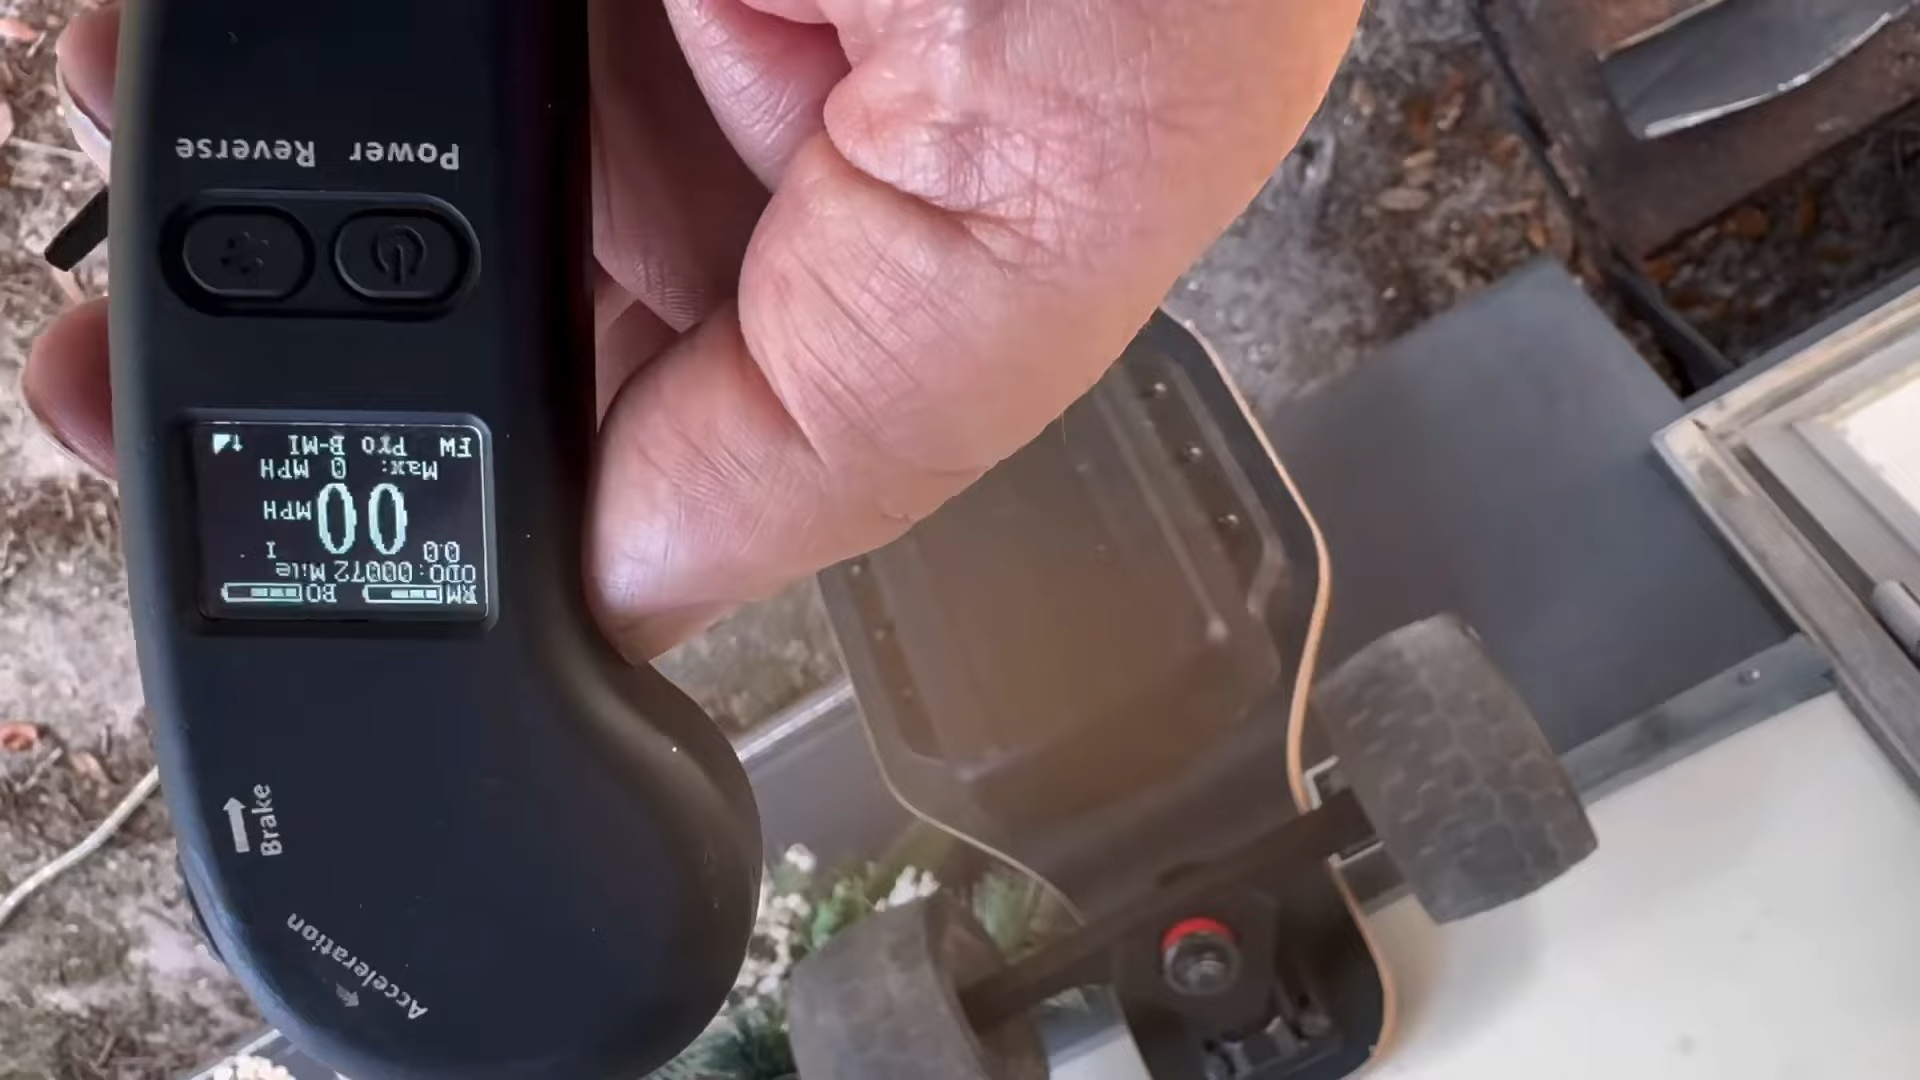 Acceleration
Brake
RM BO
ODO:00072 Mile
0.0
00 MPH
Max: 0 MPH
FW Pro B-MI
Power Reverse